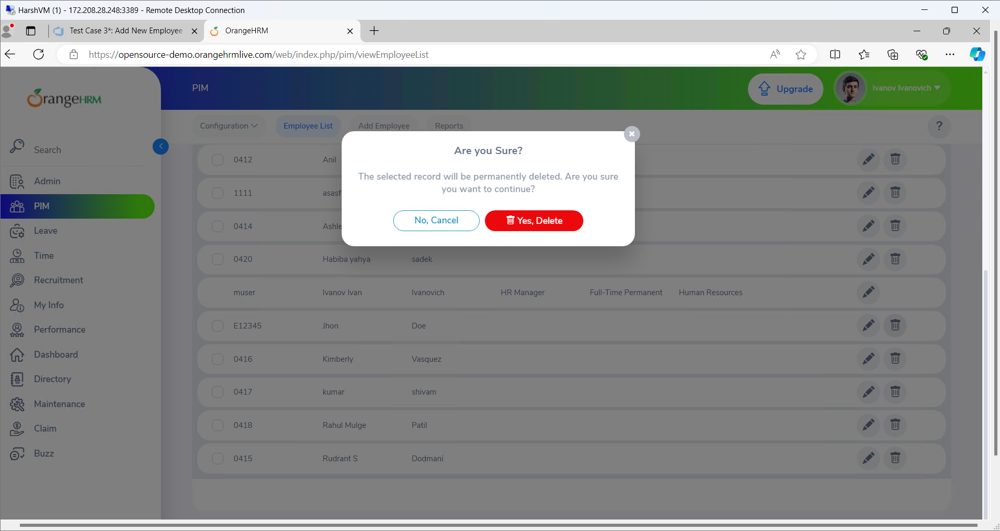 HarshVM (1) - 172.208.28.248:3389 - Remote Desktop Connection
Test Case 3*: Add New Employee
OrangeHRM
https://opensource-demo.orangehrmlive.com/web/index.php/pim/viewEmployeeList
OrangeHRM
PIM
Upgrade
Ivanov Ivanovich
Configuration
Employee List
Add Employee
Reports
?
Search
Admin
PIM
Leave
Time
Recruitment
My Info
Performance
Dashboard
Directory
Maintenance
Claim
Buzz
Are you Sure?
The selected record will be permanently deleted. Are you sure
you want to continue?
No, Cancel
Yes, Delete
0412 Anil
1111 asasf
0414 Ashle
0420 Habiba yahya sadek
muser Ivanov Ivan Ivanovich HR Manager Full-Time Permanent Human Resources
E12345 Jhon Doe
0416 Kimberly Vasquez
0417 kumar shivam
0418 Rahul Mulge Patil
0415 Rudrant S Dodmani